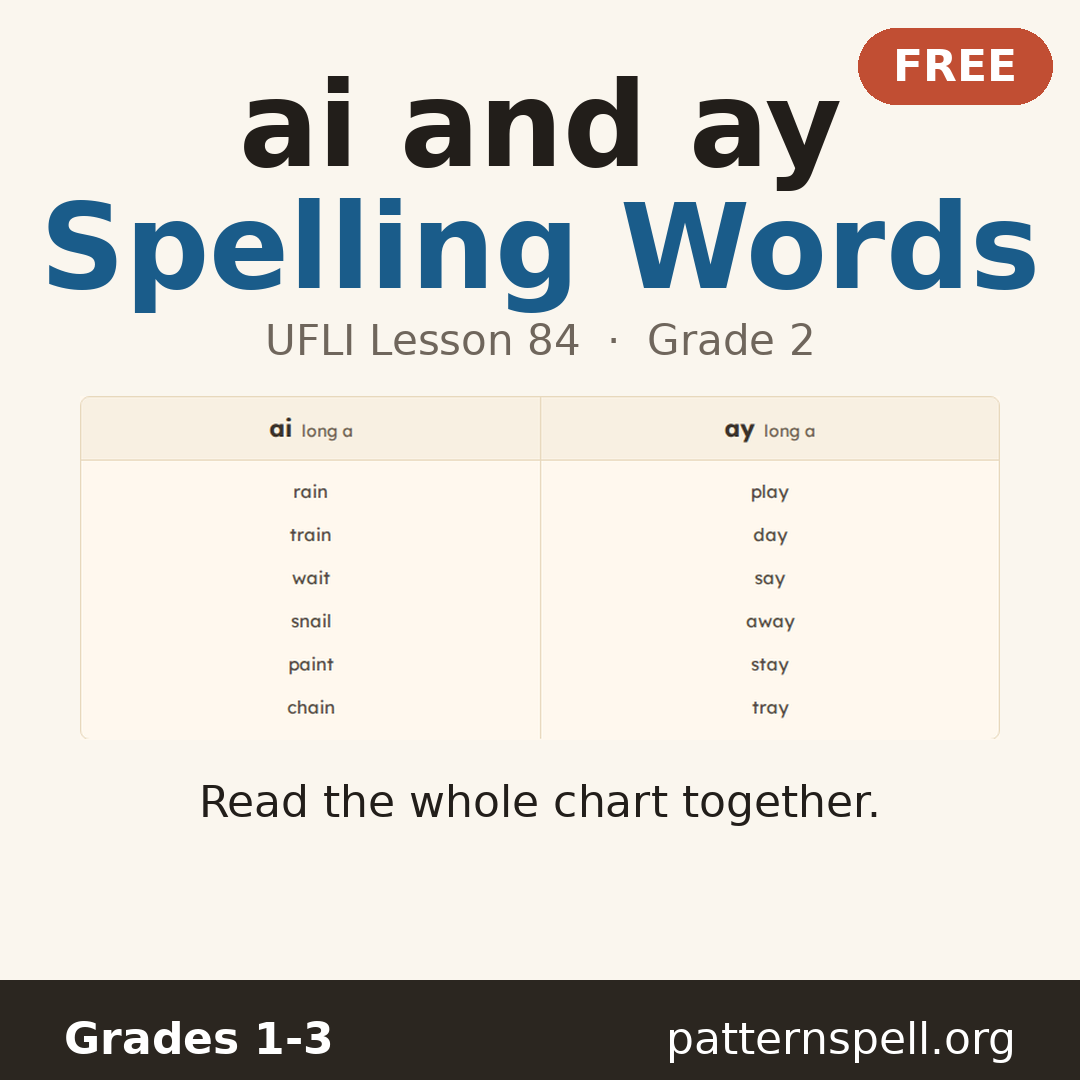 FREE
ai and ay
Spelling Words
UFLI Lesson 84 · Grade 2
ai long a ay long a
rain play
train day
wait say
snail away
paint stay
chain tray
Read the whole chart together.
Grades 1-3 patternspell.org